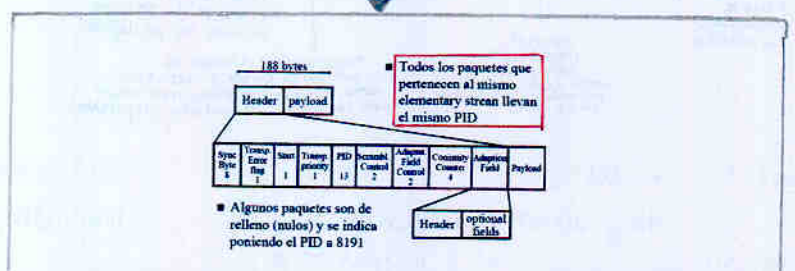 188 bytes
Header payload
■ Todos los paquetes que
pertenecen al mismo
elementary strean llevan
el mismo PID
Sync
Byte
8
Transp.
Error
flag
1
Start
1
Transp.
priority
1
PID
13
Scrambl.
Control
2
Adaptat.
Field
Control
2
Continuity
Counter
4
Adaption
Field
Payload
■ Algunos paquetes son de
relleno (nulos) y se indica
poniendo el PID a 8191
Header
optional
fields